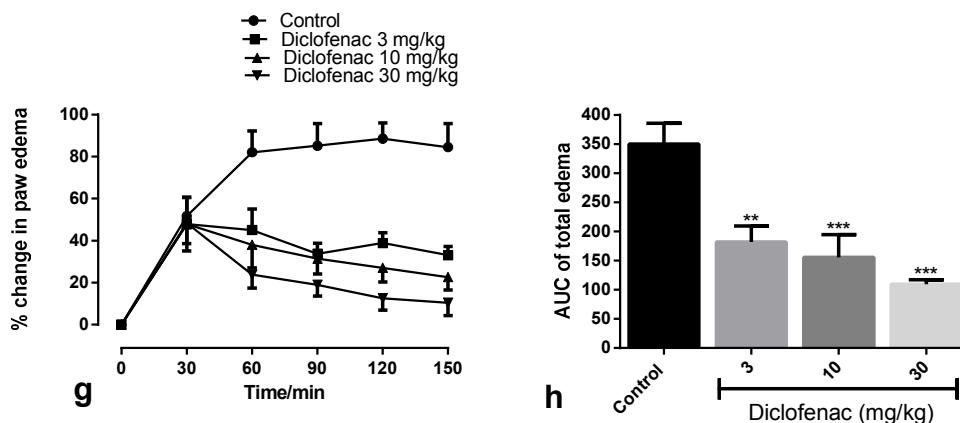 Control
Diclofenac 3 mg/kg
Diclofenac 10 mg/kg
Diclofenac 30 mg/kg
% change in paw edema
100
80
60
40
20
0
0 30 60 90 120 150
Time/min
g
AUC of total edema
400
350
300
250
200
150
100
50
0
** *** ***
Control 3 10 30
Diclofenac (mg/kg)
h